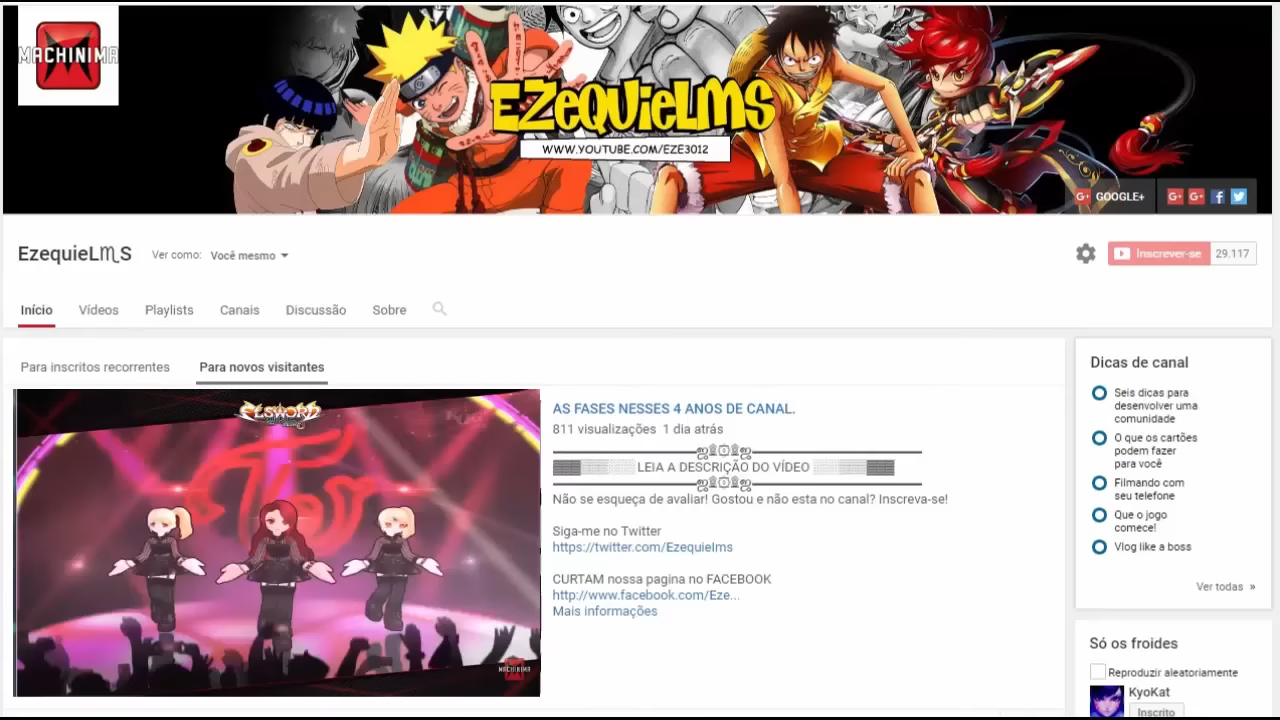 MACHINIMA
EZEQUIELMS
WWW.YOUTUBE.COM/EZE3012
GOOGLE+
EzequieLɱS
Ver como: Você mesmo
Inscrever-se 29.117
Início Vídeos Playlists Canais Discussão Sobre
Para inscritos recorrentes Para novos visitantes
ELSWORD
MACHINIMA
AS FASES NESSES 4 ANOS DE CANAL.
811 visualizações 1 dia atrás
LEIA A DESCRIÇÃO DO VÍDEO
Não se esqueça de avaliar! Gostou e não esta no canal? Inscreva-se!
Siga-me no Twitter
https://twitter.com/Ezequielms
CURTAM nossa pagina no FACEBOOK
http://www.facebook.com/Eze...
Mais informações
Dicas de canal
Seis dicas para
desenvolver uma
comunidade
O que os cartões
podem fazer
para você
Filmando com
seu telefone
Que o jogo
comece!
Vlog like a boss
Ver todas »
Só os froides
Reproduzir aleatoriamente
KyoKat
Inscrito